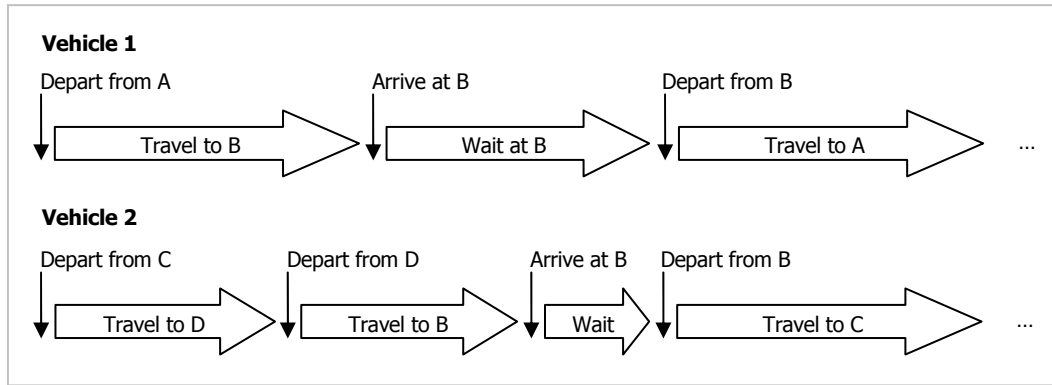 Vehicle 1
Depart from A Arrive at B Depart from B
Travel to B Wait at B Travel to A ...
Vehicle 2
Depart from C Depart from D Arrive at B Depart from B
Travel to D Travel to B Wait Travel to C ...